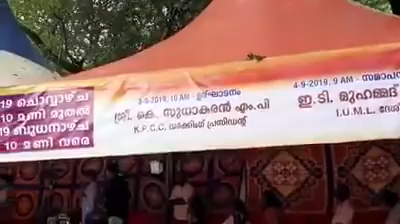 19 ചൊവ്വാഴ്ച
10 മണി മുതൽ
19 ബുധനാഴ്ച
10 മണി വരെ
3-9-2019, 10 AM - ഉദ്ഘാടനം
ശ്രീ. കെ. സുധാകരൻ എം.പി
K.P.C.C. വർക്കിംഗ് പ്രസിഡന്റ്
4-9-2019, 9 AM - സമാപന
ഇ.ടി. മുഹമ്മദ്
I.U.M.L. ദേശീ